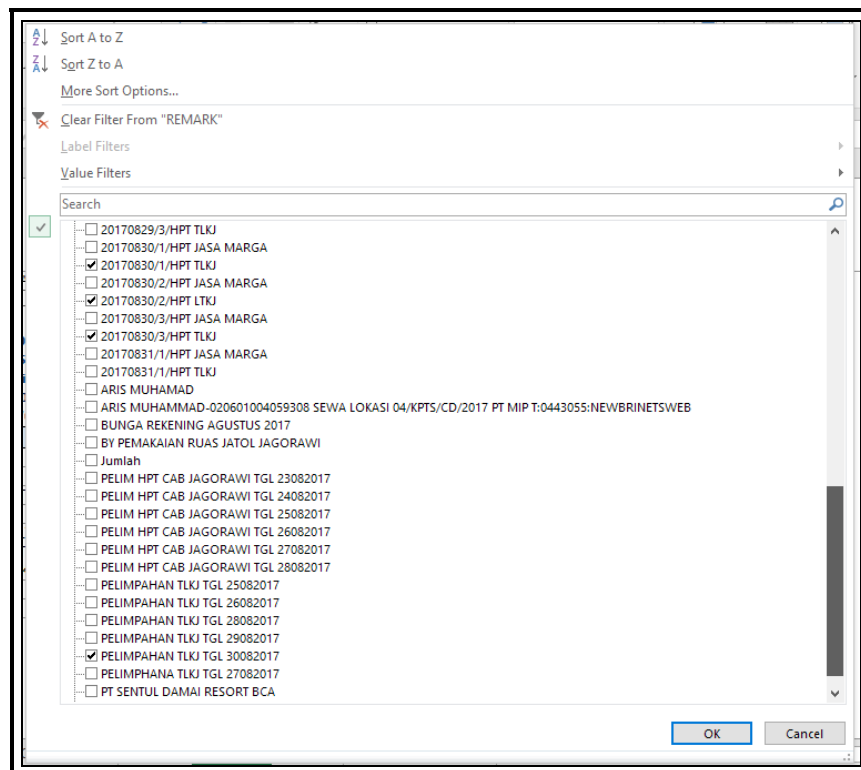 Sort A to Z
Sort Z to A
More Sort Options...
Clear Filter From "REMARK"
Label Filters
Value Filters
Search
20170829/3/HPT TLKJ
20170830/1/HPT JASA MARGA
20170830/1/HPT TLKJ
20170830/2/HPT JASA MARGA
20170830/2/HPT LTKJ
20170830/3/HPT JASA MARGA
20170830/3/HPT TLKJ
20170831/1/HPT JASA MARGA
20170831/1/HPT TLKJ
ARIS MUHAMAD
ARIS MUHAMMAD-020601004059308 SEWA LOKASI 04/KPTS/CD/2017 PT MIP T:0443055:NEWBRINETSWEB
BUNGA REKENING AGUSTUS 2017
BY PEMAKAIAN RUAS JATOL JAGORAWI
Jumlah
PELIM HPT CAB JAGORAWI TGL 23082017
PELIM HPT CAB JAGORAWI TGL 24082017
PELIM HPT CAB JAGORAWI TGL 25082017
PELIM HPT CAB JAGORAWI TGL 26082017
PELIM HPT CAB JAGORAWI TGL 27082017
PELIM HPT CAB JAGORAWI TGL 28082017
PELIMPAHAN TLKJ TGL 25082017
PELIMPAHAN TLKJ TGL 26082017
PELIMPAHAN TLKJ TGL 28082017
PELIMPAHAN TLKJ TGL 29082017
PELIMPAHAN TLKJ TGL 30082017
PELIMPHANA TLKJ TGL 27082017
PT SENTUL DAMAI RESORT BCA
OK Cancel